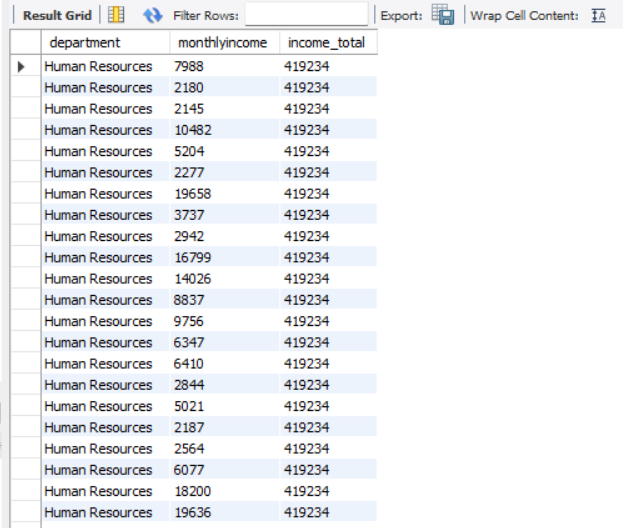 Result Grid Filter Rows: Export: Wrap Cell Content: IA
department monthlyincome income_total
Human Resources 7988 419234
Human Resources 2180 419234
Human Resources 2145 419234
Human Resources 10482 419234
Human Resources 5204 419234
Human Resources 2277 419234
Human Resources 19658 419234
Human Resources 3737 419234
Human Resources 2942 419234
Human Resources 16799 419234
Human Resources 14026 419234
Human Resources 8837 419234
Human Resources 9756 419234
Human Resources 6347 419234
Human Resources 6410 419234
Human Resources 2844 419234
Human Resources 5021 419234
Human Resources 2187 419234
Human Resources 2564 419234
Human Resources 6077 419234
Human Resources 18200 419234
Human Resources 19636 419234